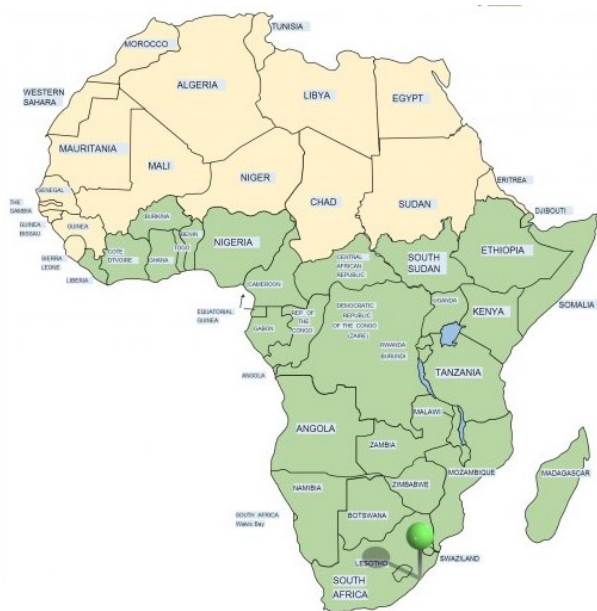 TUNISIA
MOROCCO
ALGERIA
LIBYA
EGYPT
WESTERN
SAHARA
MAURITANIA
MALI
NIGER
CHAD
SUDAN
ERITREA
SENEGAL
THE
GAMBIA
GUINEA
BISSAU
GUINEA
SIERRA
LEONE
LIBERIA
BURKINA
COTE
D'IVOIRE
GHANA
TOGO
BENIN
NIGERIA
DJIBOUTI
ETHIOPIA
SOUTH
SUDAN
CENTRAL
AFRICAN
REPUBLIC
CAMEROON
EQUATORIAL
GUINEA
GABON
REP. OF
THE
CONGO
DEMOCRATIC
REPUBLIC
OF THE CONGO
(ZAIRE)
UGANDA
KENYA
SOMALIA
RWANDA
BURUNDI
TANZANIA
ANGOLA
ANGOLA
MALAWI
ZAMBIA
MOZAMBIQUE
MADAGASCAR
NAMIBIA
ZIMBABWE
BOTSWANA
SOUTH AFRICA
Walvis Bay
SWAZILAND
LESOTHO
SOUTH
AFRICA